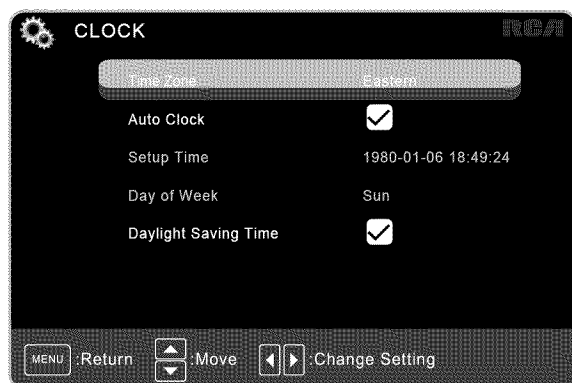 CLOCK RCA
Time Zone Eastern
Auto Clock
Setup Time 1980-01-06 18:49:24
Day of Week Sun
Daylight Saving Time
MENU :Return :Move :Change Setting